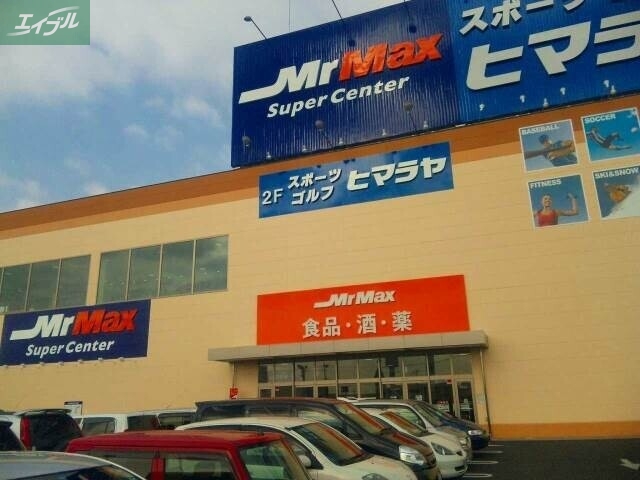 エイブル
MrMax
Super Center
スポーツ
ヒマラヤ
BASEBALL
SOCCER
FITNESS
SKI&SNOW
2F スポーツ ゴルフ ヒマラヤ
MrMax
Super Center
MrMax
食品・酒・薬